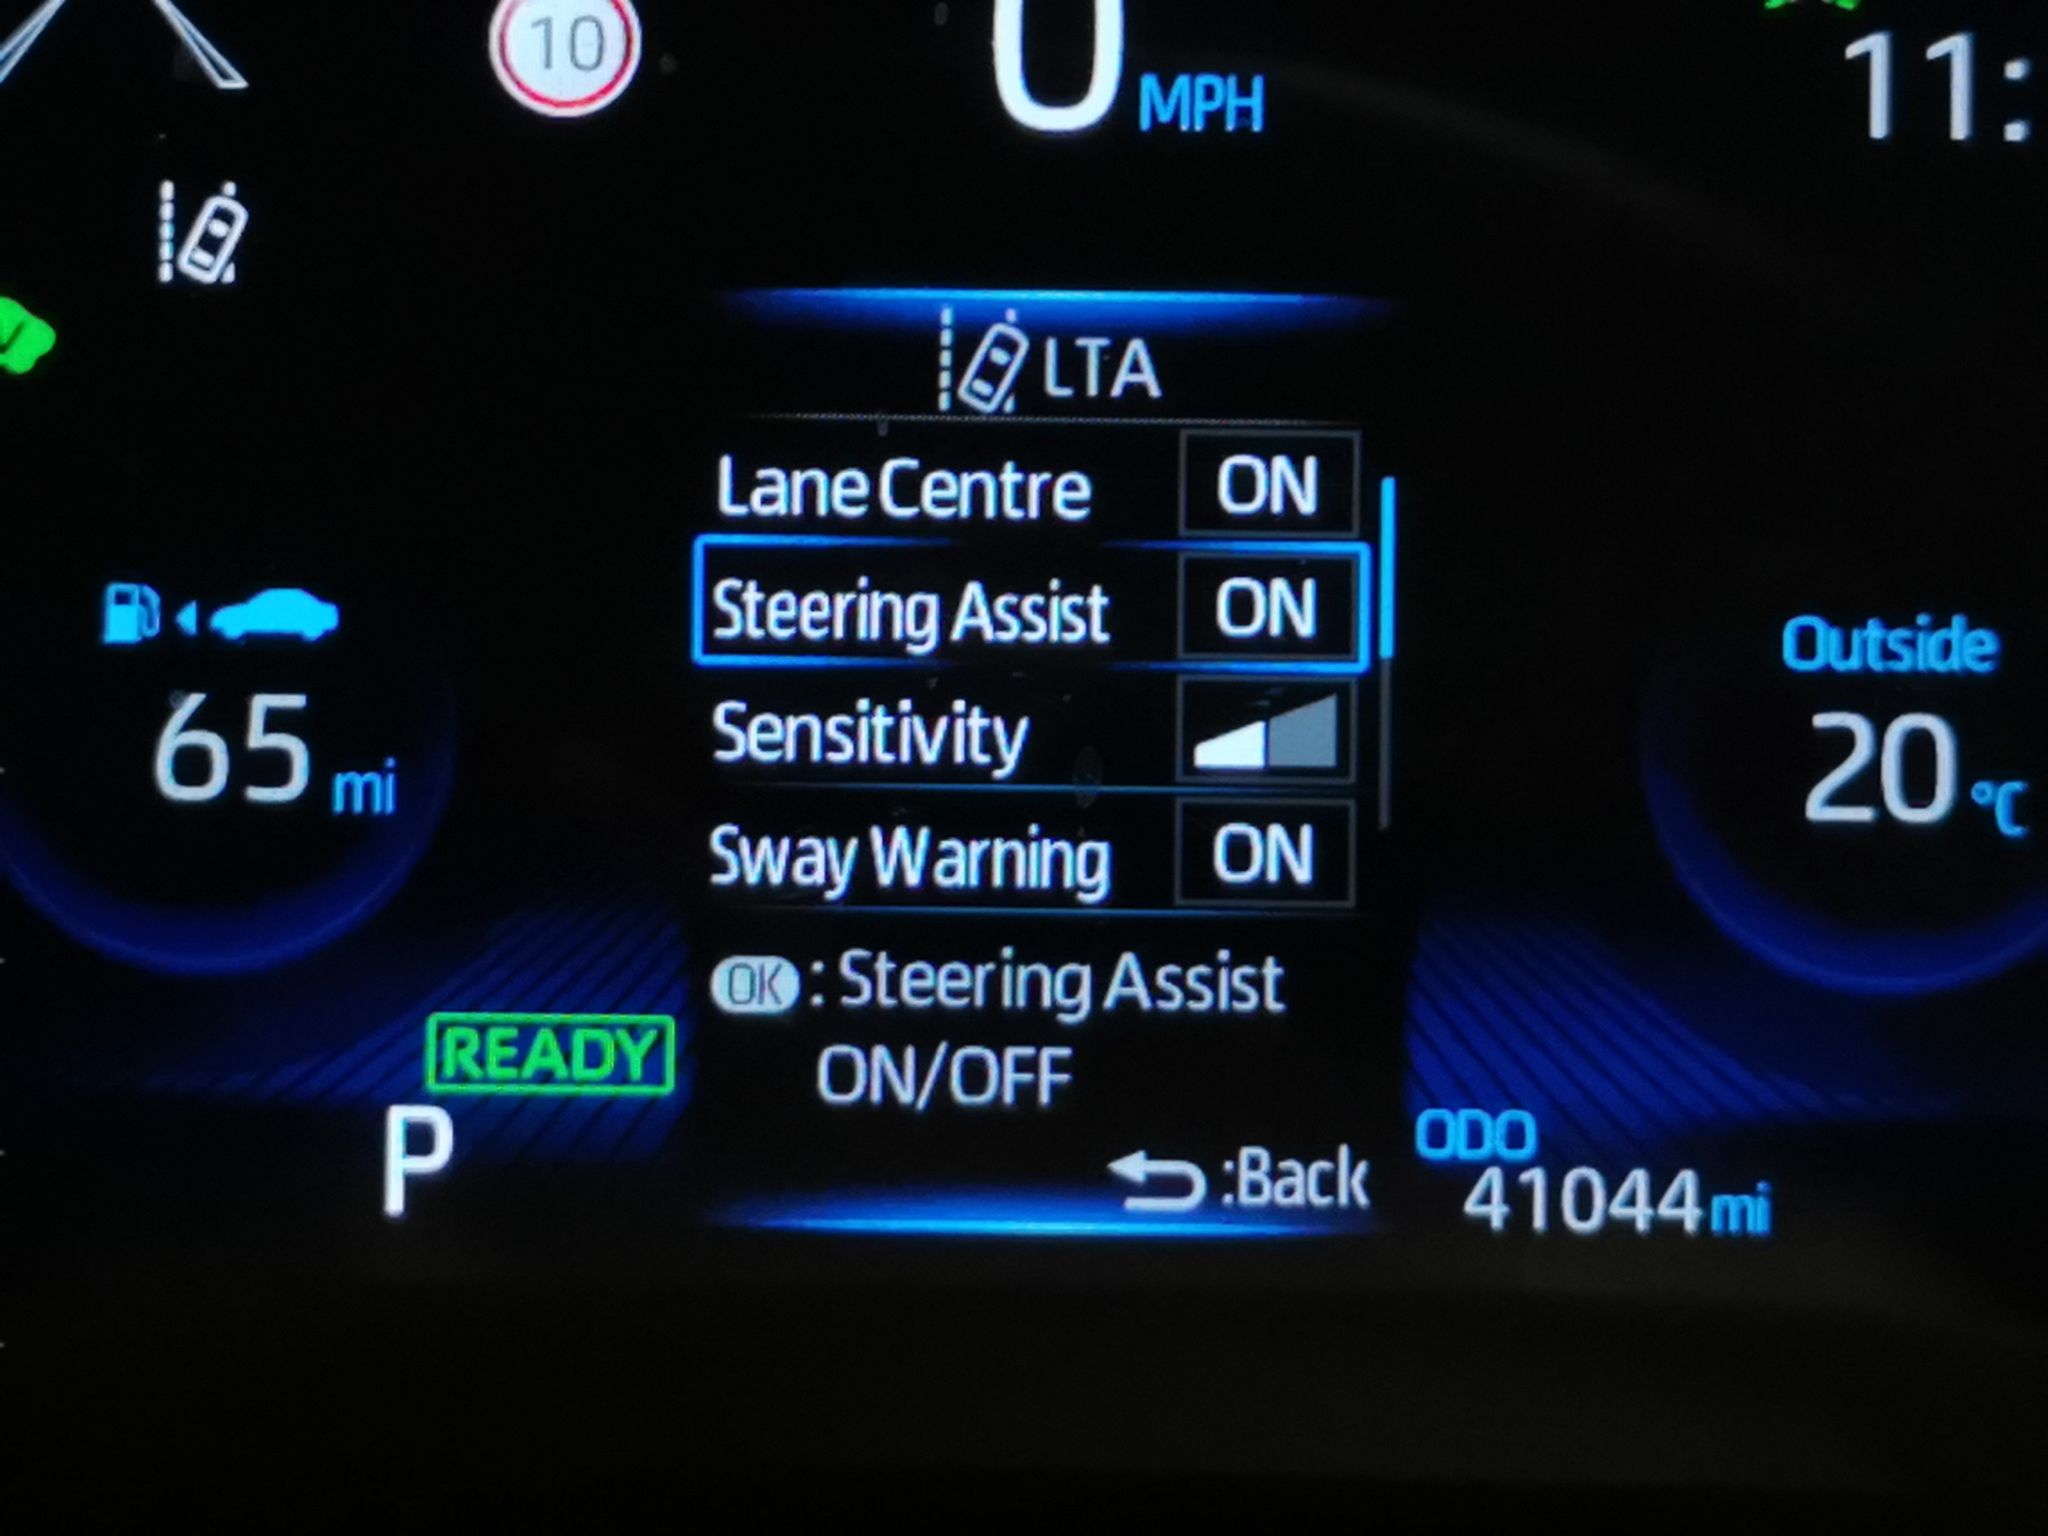 10
0 MPH
11:
LTA
Lane Centre ON
Steering Assist ON
65 mi
Outside
20 °C
Sensitivity
Sway Warning ON
OK : Steering Assist
ON/OFF
READY
P
:Back
ODO
41044 mi